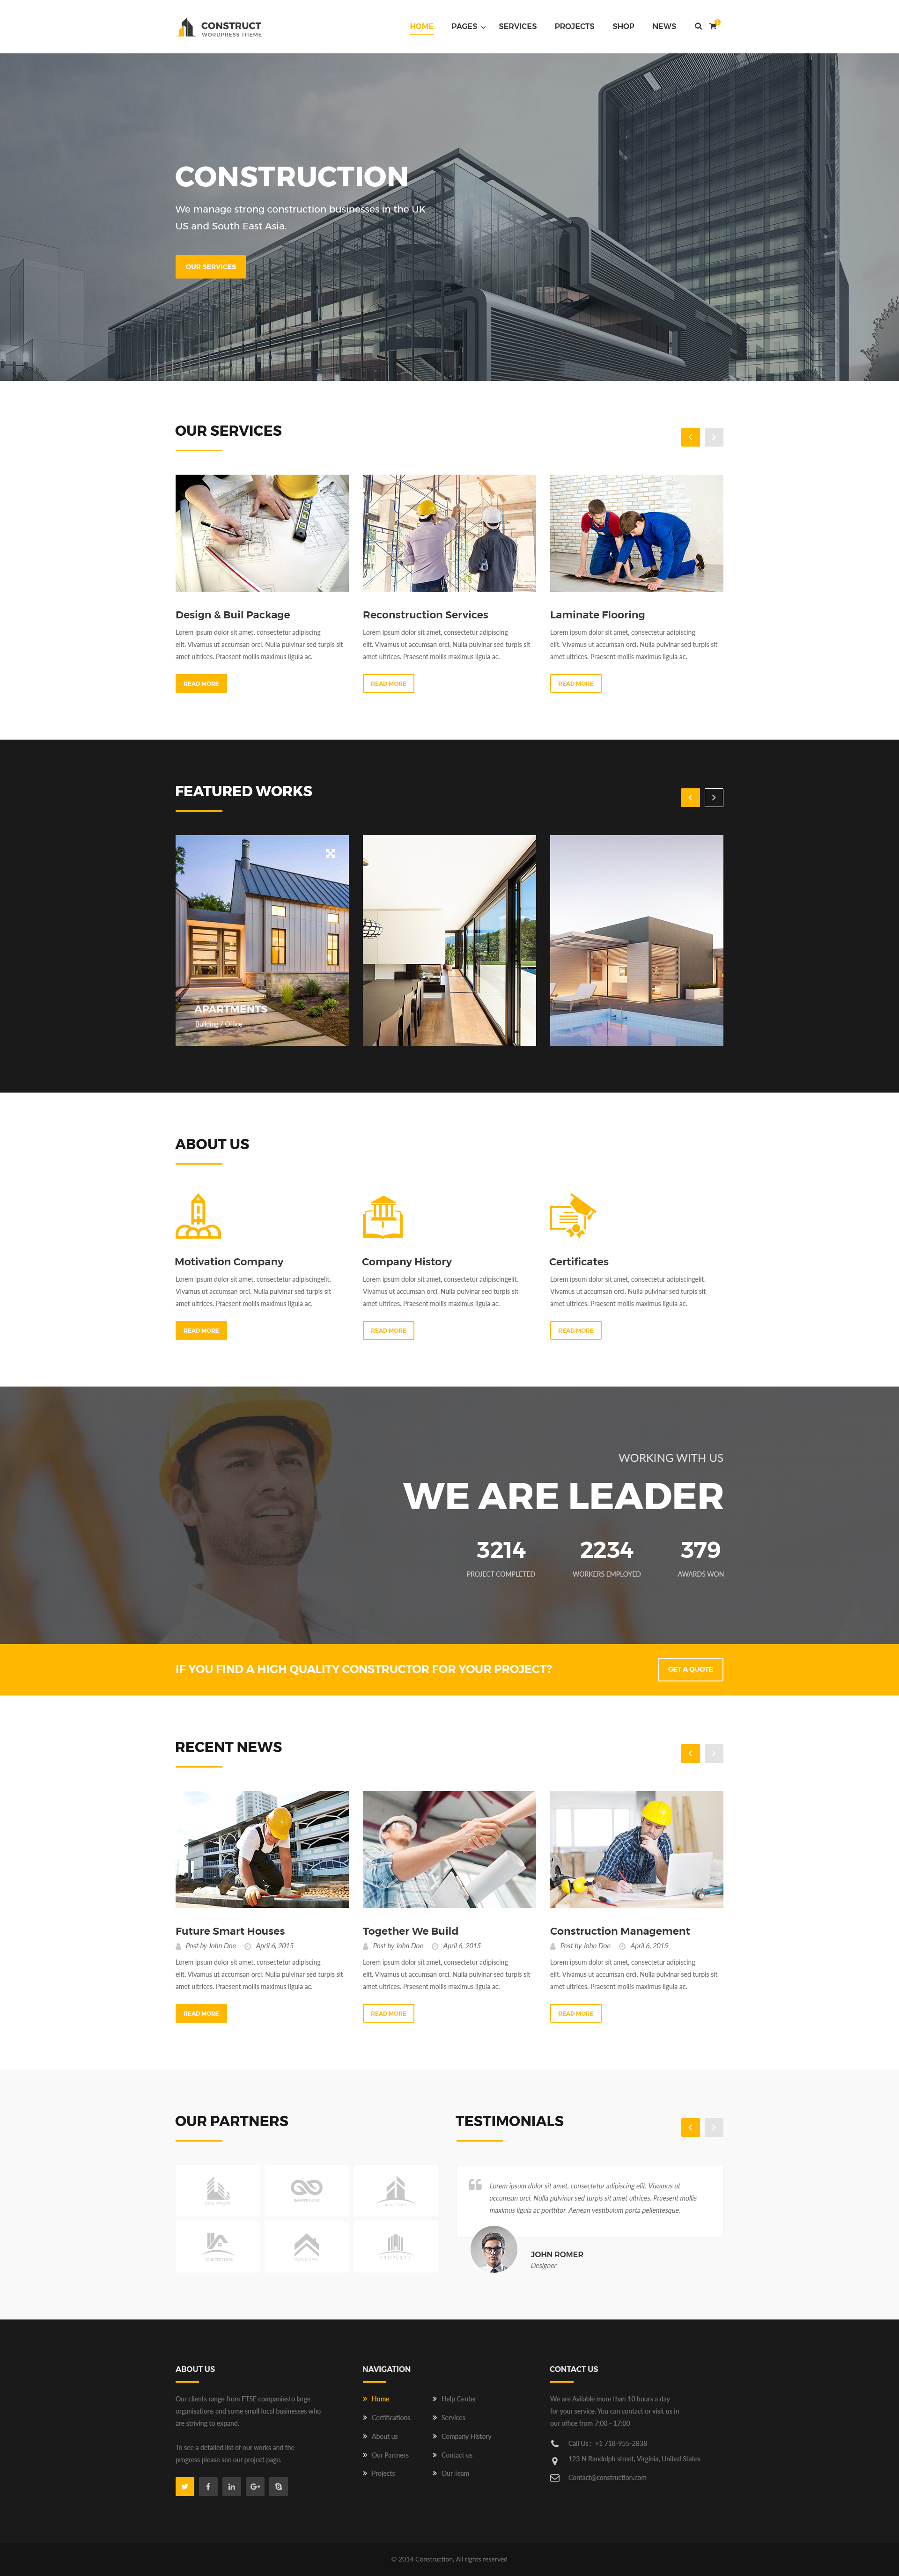 CONSTRUCT
WORDPRESS THEME
HOME PAGES SERVICES PROJECTS SHOP NEWS
CONSTRUCTION
We manage strong construction businesses in the UK
US and South East Asia.
OUR SERVICES
OUR SERVICES
Design & Buil Package
Lorem ipsum dolor sit amet, consectetur adipiscing
elit. Vivamus ut accumsan orci. Nulla pulvinar sed turpis sit
amet ultrices. Praesent mollis maximus ligula ac.
READ MORE
Reconstruction Services
Lorem ipsum dolor sit amet, consectetur adipiscing
elit. Vivamus ut accumsan orci. Nulla pulvinar sed turpis sit
amet ultrices. Praesent mollis maximus ligula ac.
READ MORE
Laminate Flooring
Lorem ipsum dolor sit amet, consectetur adipiscing
elit. Vivamus ut accumsan orci. Nulla pulvinar sed turpis sit
amet ultrices. Praesent mollis maximus ligula ac.
READ MORE
FEATURED WORKS
APARTMENTS
Building / Office
ABOUT US
Motivation Company
Lorem ipsum dolor sit amet, consectetur adipiscingelit.
Vivamus ut accumsan orci. Nulla pulvinar sed turpis sit
amet ultrices. Praesent mollis maximus ligula ac.
READ MORE
Company History
Lorem ipsum dolor sit amet, consectetur adipiscingelit.
Vivamus ut accumsan orci. Nulla pulvinar sed turpis sit
amet ultrices. Praesent mollis maximus ligula ac.
READ MORE
Certificates
Lorem ipsum dolor sit amet, consectetur adipiscingelit.
Vivamus ut accumsan orci. Nulla pulvinar sed turpis sit
amet ultrices. Praesent mollis maximus ligula ac.
READ MORE
WORKING WITH US
WE ARE LEADER
3214 2234 379
PROJECT COMPLETED WORKERS EMPLOYED AWARDS WON
IF YOU FIND A HIGH QUALITY CONSTRUCTOR FOR YOUR PROJECT?
GET A QUOTE
RECENT NEWS
Future Smart Houses
Post by John Doe April 6, 2015
Lorem ipsum dolor sit amet, consectetur adipiscing
elit. Vivamus ut accumsan orci. Nulla pulvinar sed turpis sit
amet ultrices. Praesent mollis maximus ligula ac.
READ MORE
Together We Build
Post by John Doe April 6, 2015
Lorem ipsum dolor sit amet, consectetur adipiscing
elit. Vivamus ut accumsan orci. Nulla pulvinar sed turpis sit
amet ultrices. Praesent mollis maximus ligula ac.
READ MORE
Construction Management
Post by John Doe April 6, 2015
Lorem ipsum dolor sit amet, consectetur adipiscing
elit. Vivamus ut accumsan orci. Nulla pulvinar sed turpis sit
amet ultrices. Praesent mollis maximus ligula ac.
READ MORE
OUR PARTNERS
TESTIMONIALS
Lorem ipsum dolor sit amet, consectetur adipiscing elit. Vivamus ut
accumsan orci. Nulla pulvinar sed turpis sit amet ultrices. Praesent mollis
maximus ligula ac porttitor. Aenean vestibulum porta pellentesque.
JOHN ROMER
Designer
ABOUT US
Our clients range from FTSE companiesto large
organisations and some small local businesses who
are striving to expand.
To see a detailed list of our works and the
progress please see our project page.
NAVIGATION
Home
Certifications
About us
Our Partners
Projects
Help Center
Services
Company History
Contact us
Our Team
CONTACT US
We are Avilable more than 10 hours a day
for your service. You can contact or visit us in
our office from 7:00 - 17:00
Call Us : +1 718-955-2838
123 N Randolph street, Virginia, United States
Contact@construction.com
© 2014 Construction. All rights reserved